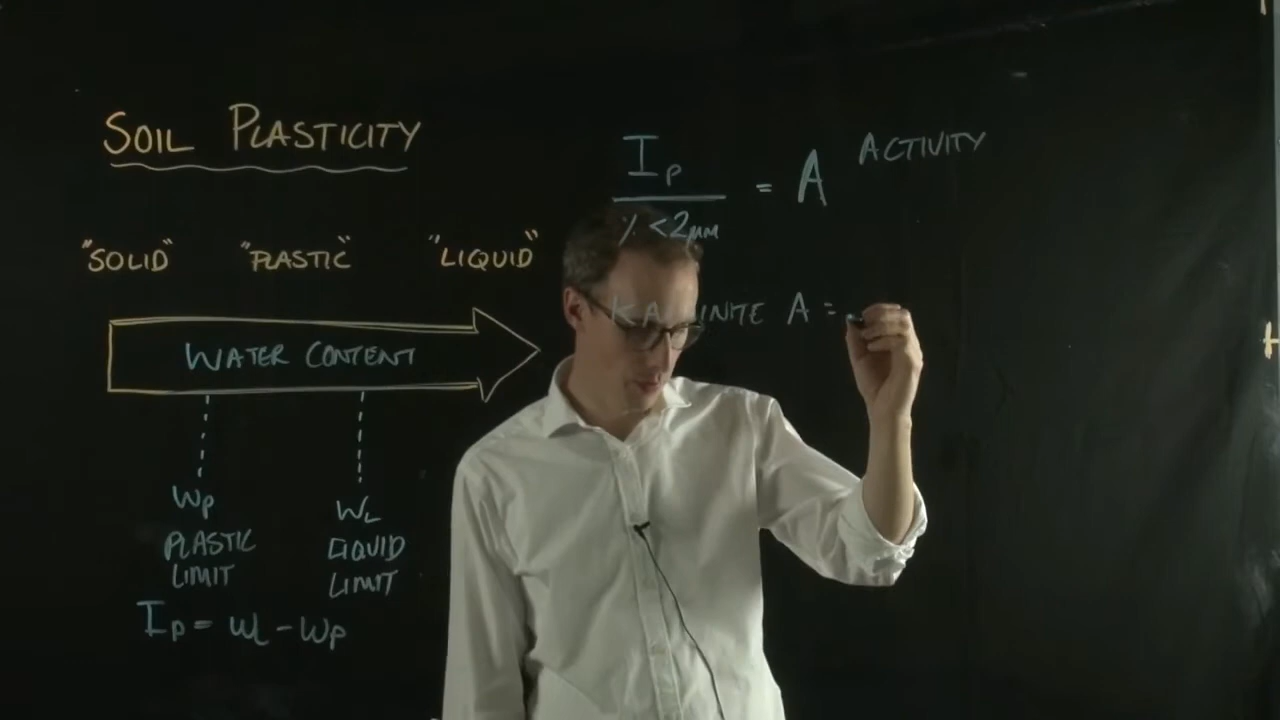 SOIL PLASTICITY
"SOLID" "PLASTIC" "LIQUID"
WATER CONTENT
WP
PLASTIC
LIMIT
WL
LIQUID
LIMIT
IP = WL - WP
IP
% <2μm
= A
ACTIVITY
KAOLINITE A =